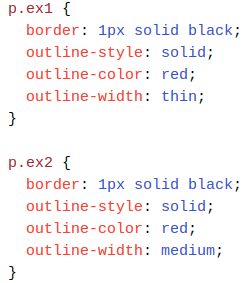 p.ex1 {
  border: 1px solid black;
  outline-style: solid;
  outline-color: red;
  outline-width: thin;
}

p.ex2 {
  border: 1px solid black;
  outline-style: solid;
  outline-color: red;
  outline-width: medium;
}